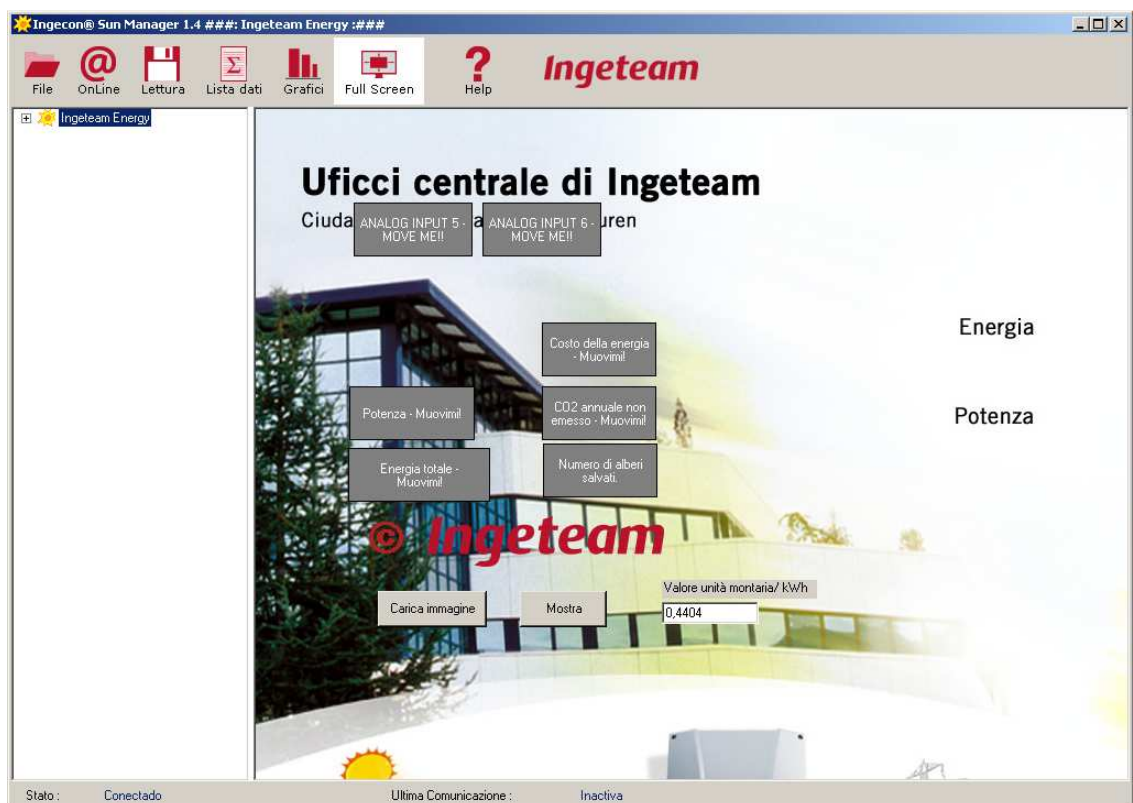 Ingecon® Sun Manager 1.4 ###: Ingeteam Energy :###
File OnLine Lettura Lista dati Grafici Full Screen Help Ingeteam
Ingeteam Energy
Uficci centrale di Ingeteam
Ciuda
a
uren
ANALOG INPUT 5 -
MOVE ME!!
ANALOG INPUT 6 -
MOVE ME!!
Energia
Costo della energia
- Muovimi!
Potenza - Muovimi!
CO2 annuale non
emesso - Muovimi!
Potenza
Energia totale -
Muovimi!
Numero di alberi
salvati.
© Ingeteam
Carica immagine
Mostra
Valore unità montaria/ kWh
0,4404
Stato : Conectado Ultima Comunicazione : Inactiva